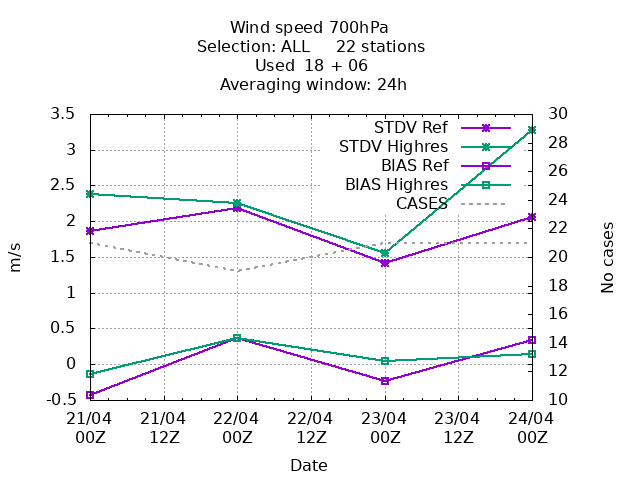 Wind speed 700hPa
Selection: ALL 22 stations
Used 18 + 06
Averaging window: 24h
3.5
3
2.5
2
1.5
1
0.5
0
-0.5
m/s
30
28
26
24
22
20
18
16
14
12
10
No cases
STDV Ref
STDV Highres
BIAS Ref
BIAS Highres
CASES
21/04 21/04 22/04 22/04 23/04 23/04 24/04
00Z 12Z 00Z 12Z 00Z 12Z 00Z
Date